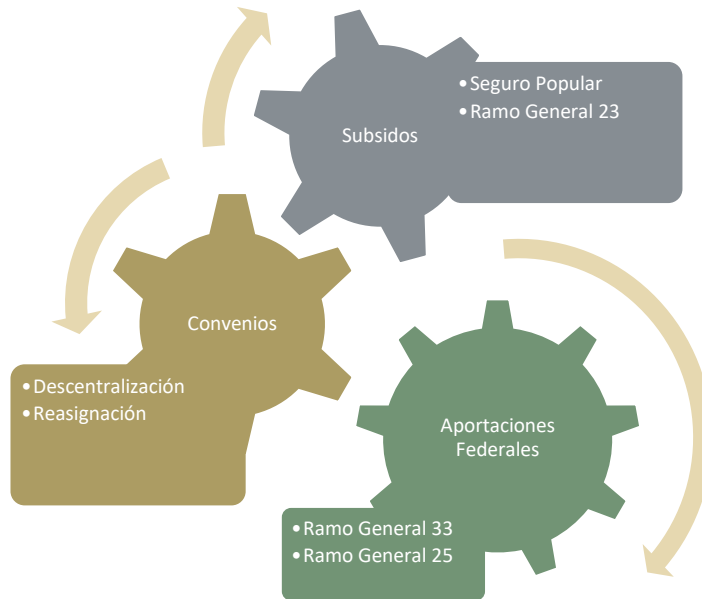 Subsidos
• Seguro Popular
• Ramo General 23
Convenios
• Descentralización
• Reasignación
Aportaciones
Federales
• Ramo General 33
• Ramo General 25